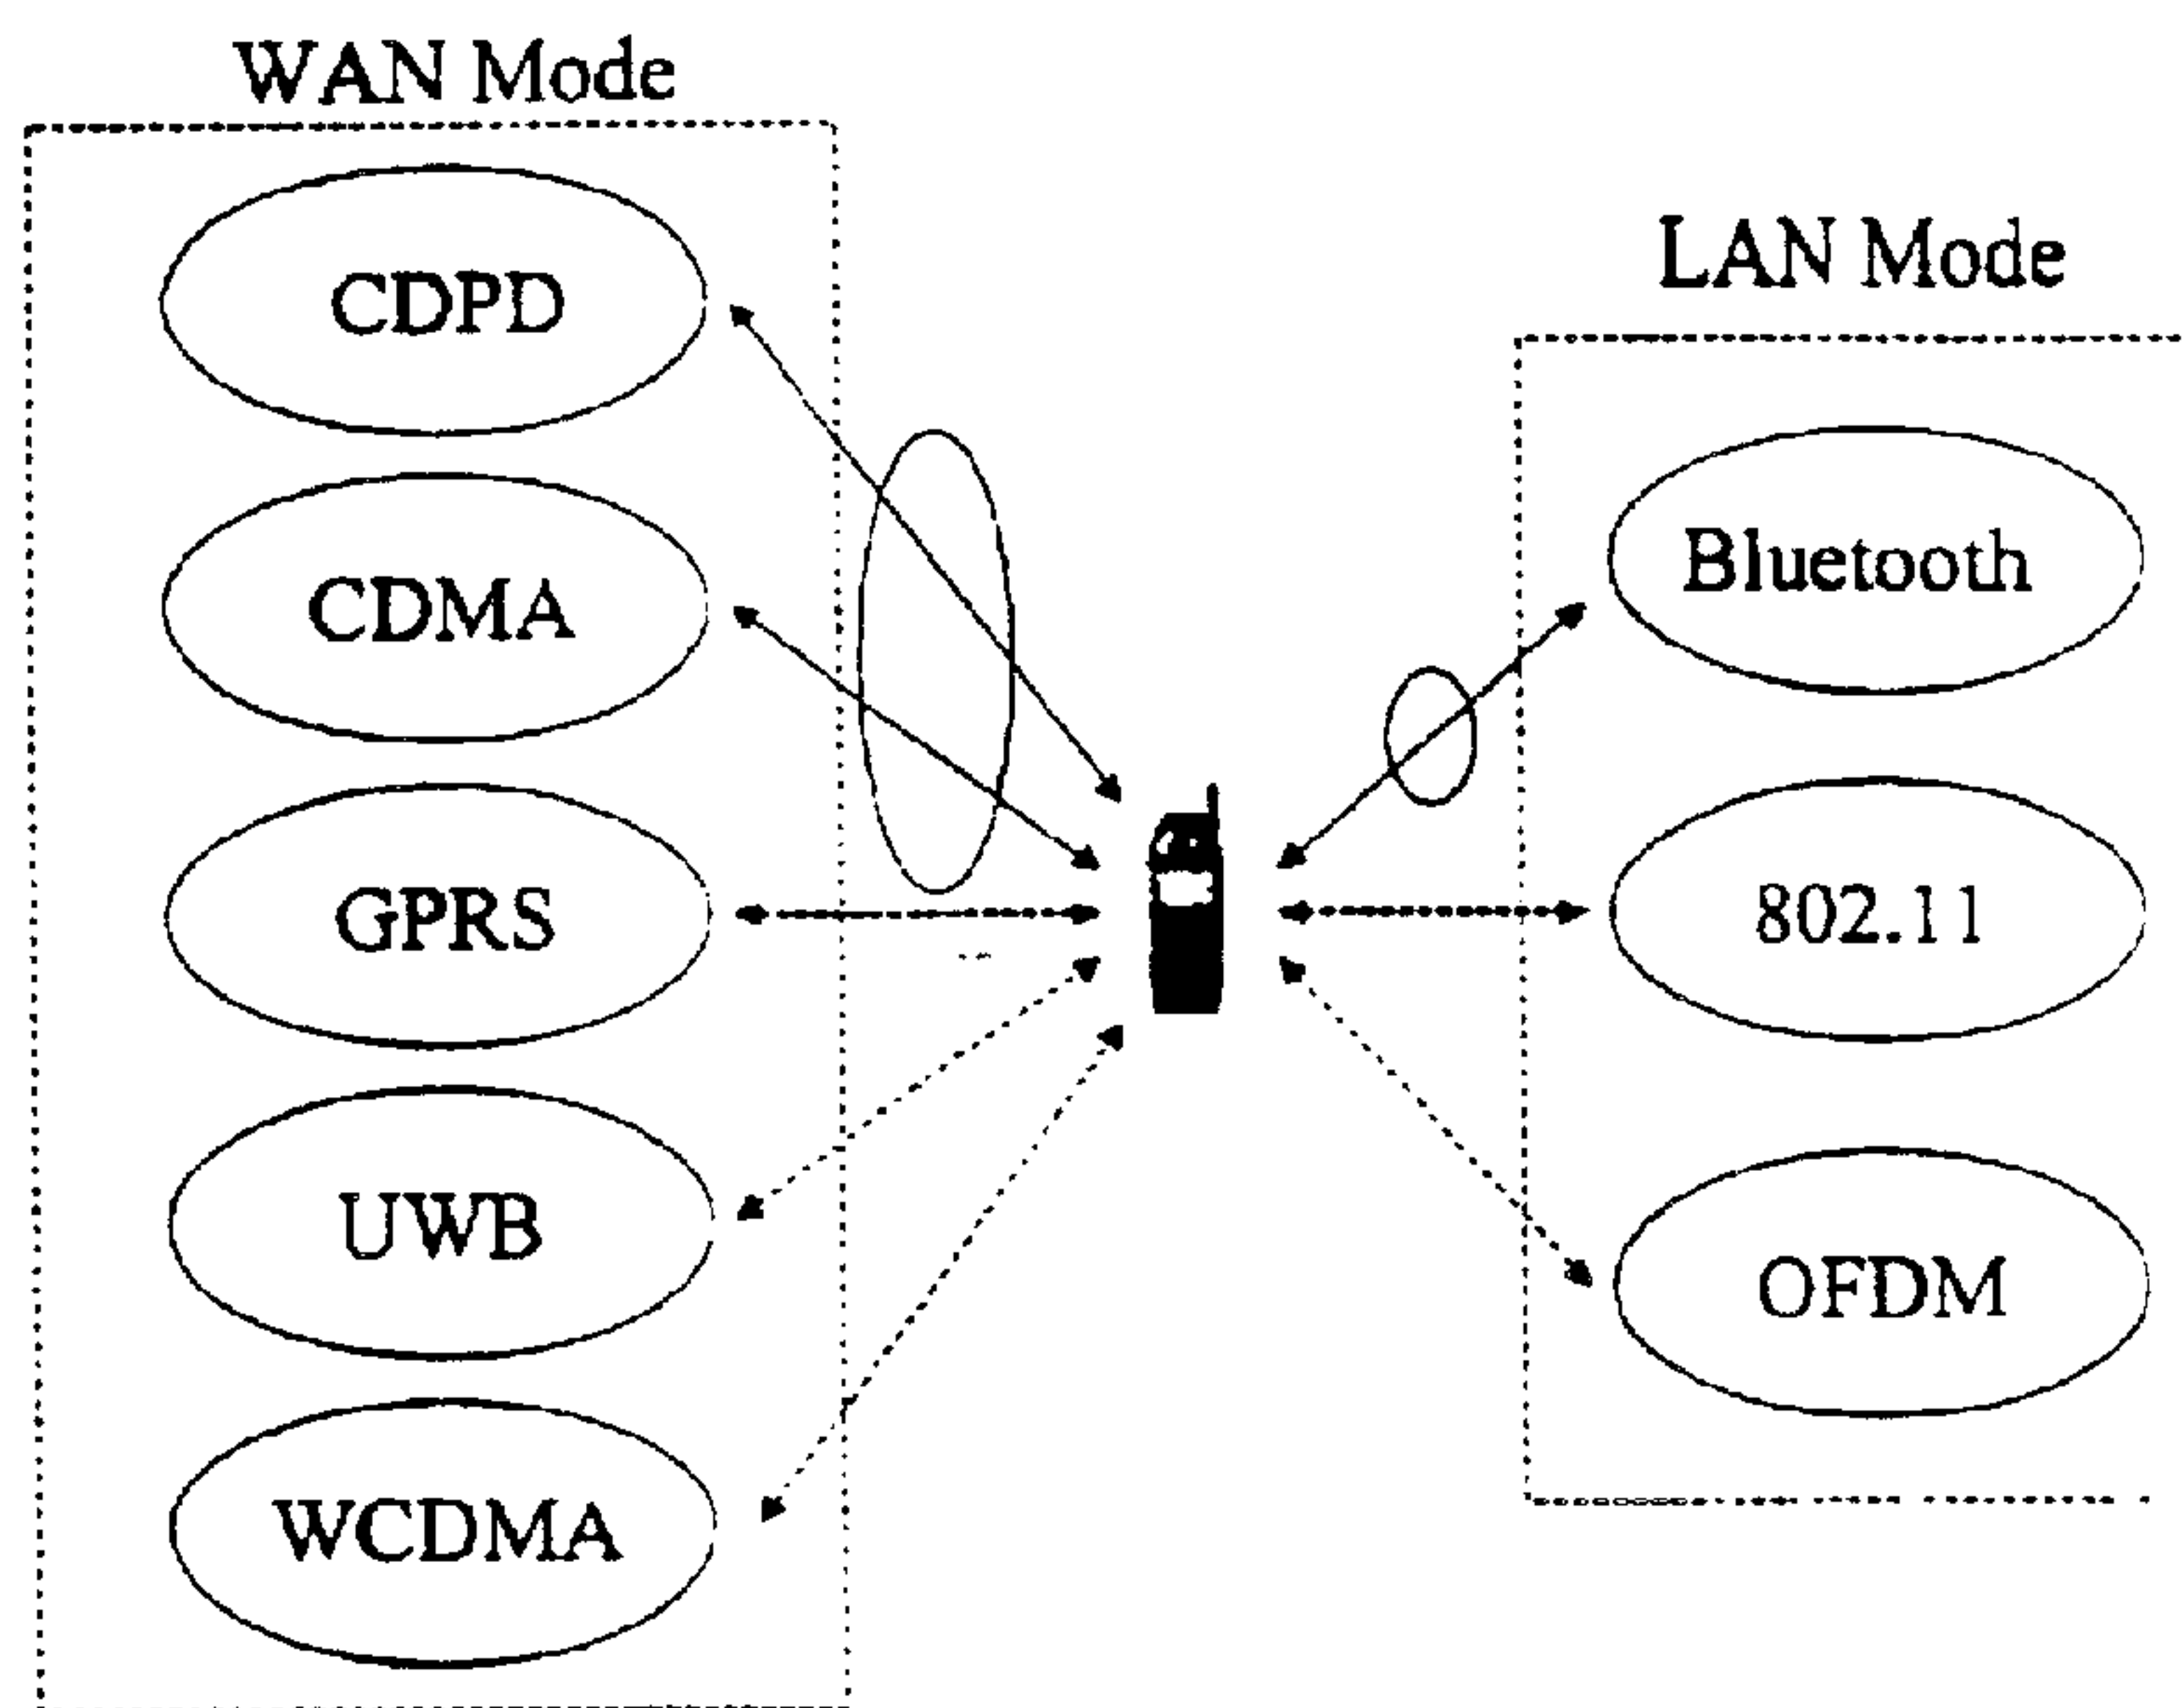 WAN Mode
CDPD
CDMA
GPRS
UWB
WCDMA
LAN Mode
Bluetooth
802.11
OFDM